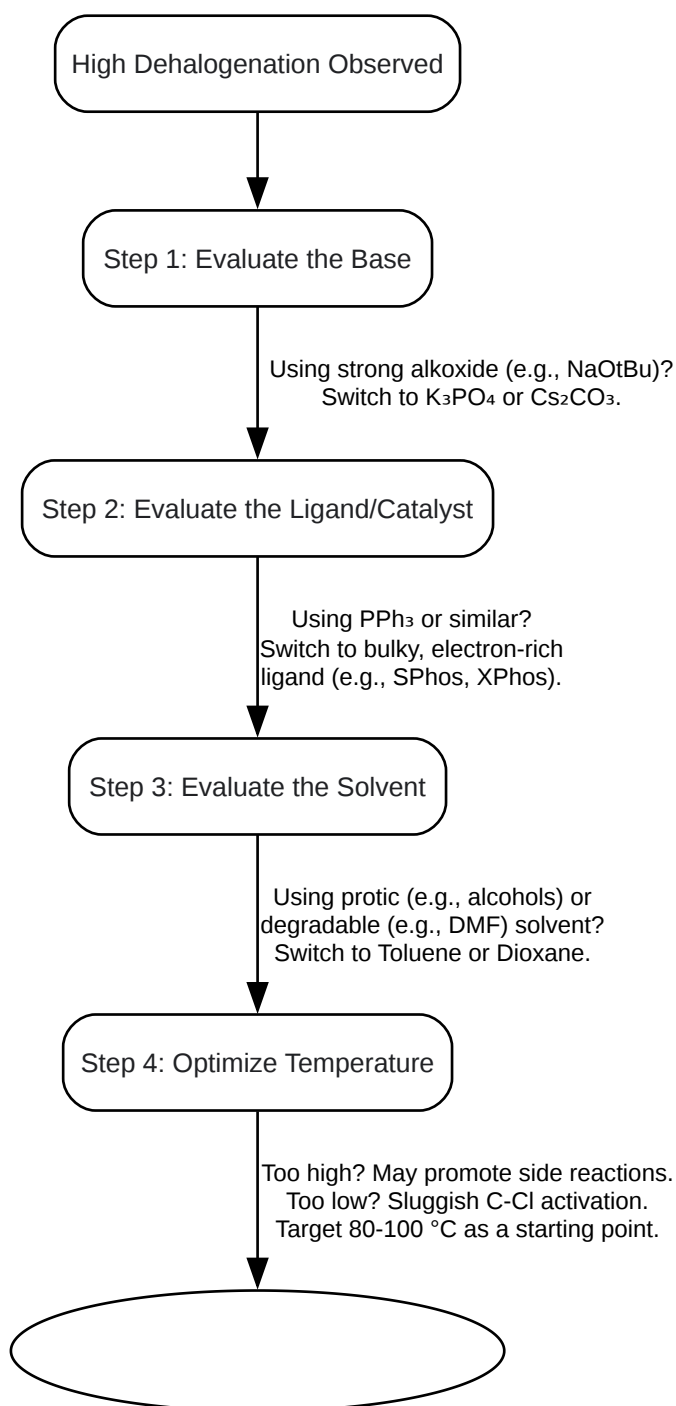 High Dehalogenation Observed
Step 1: Evaluate the Base
Using strong alkoxide (e.g., NaOtBu)?
Switch to K₃PO₄ or Cs₂CO₃.
Step 2: Evaluate the Ligand/Catalyst
Using PPh₃ or similar?
Switch to bulky, electron-rich
ligand (e.g., SPhos, XPhos).
Step 3: Evaluate the Solvent
Using protic (e.g., alcohols) or
degradable (e.g., DMF) solvent?
Switch to Toluene or Dioxane.
Step 4: Optimize Temperature
Too high? May promote side reactions.
Too low? Sluggish C-Cl activation.
Target 80-100 °C as a starting point.